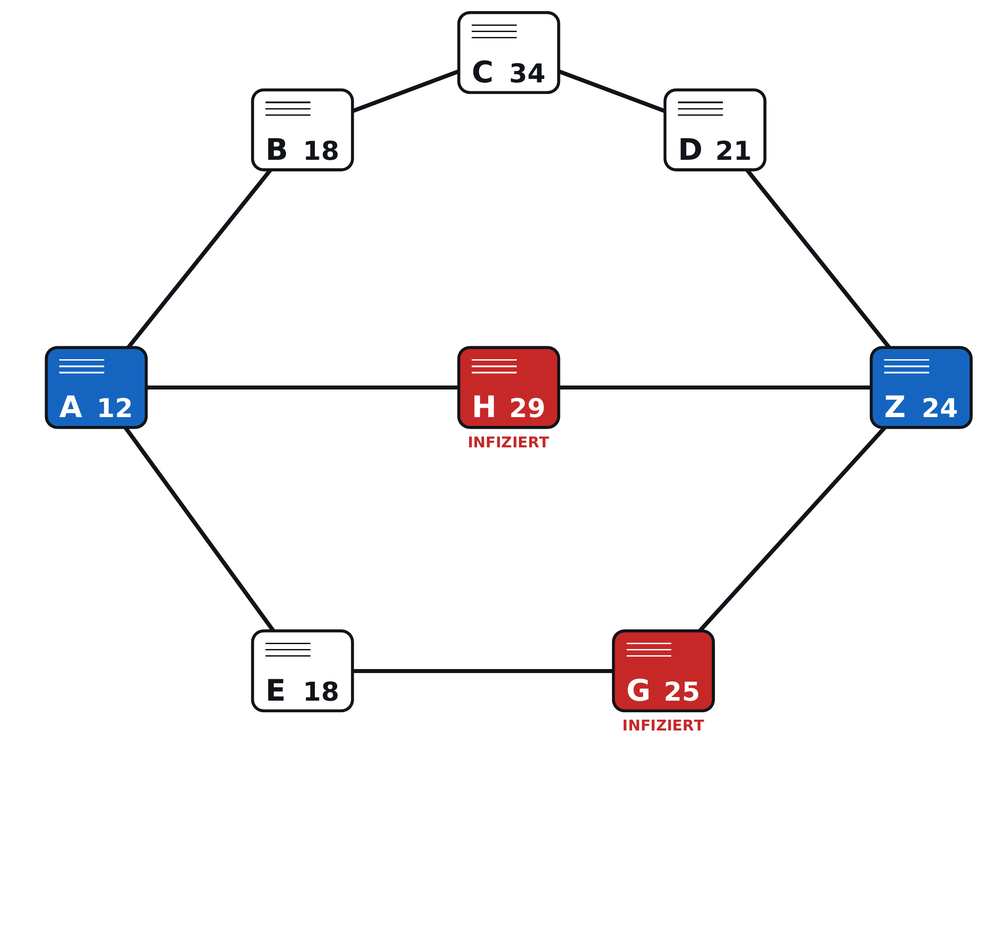 C 34
B 18
D 21
A 12
H 29
Z 24
INFIZIERT
E 18
G 25
INFIZIERT